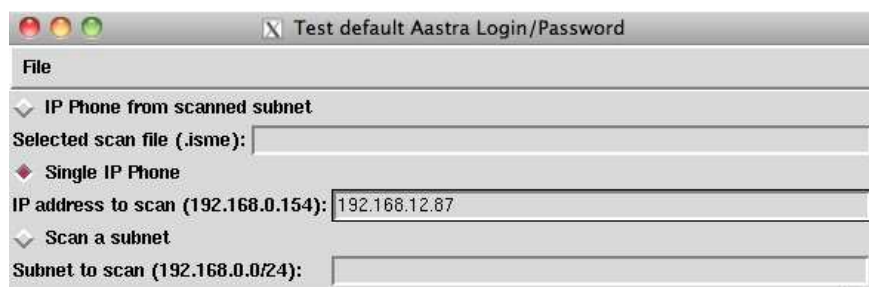 Test default Aastra Login/Password
File
IP Phone from scanned subnet
Selected scan file (.isme):
Single IP Phone
IP address to scan (192.168.0.154): 192.168.12.87
Scan a subnet
Subnet to scan (192.168.0.0/24):